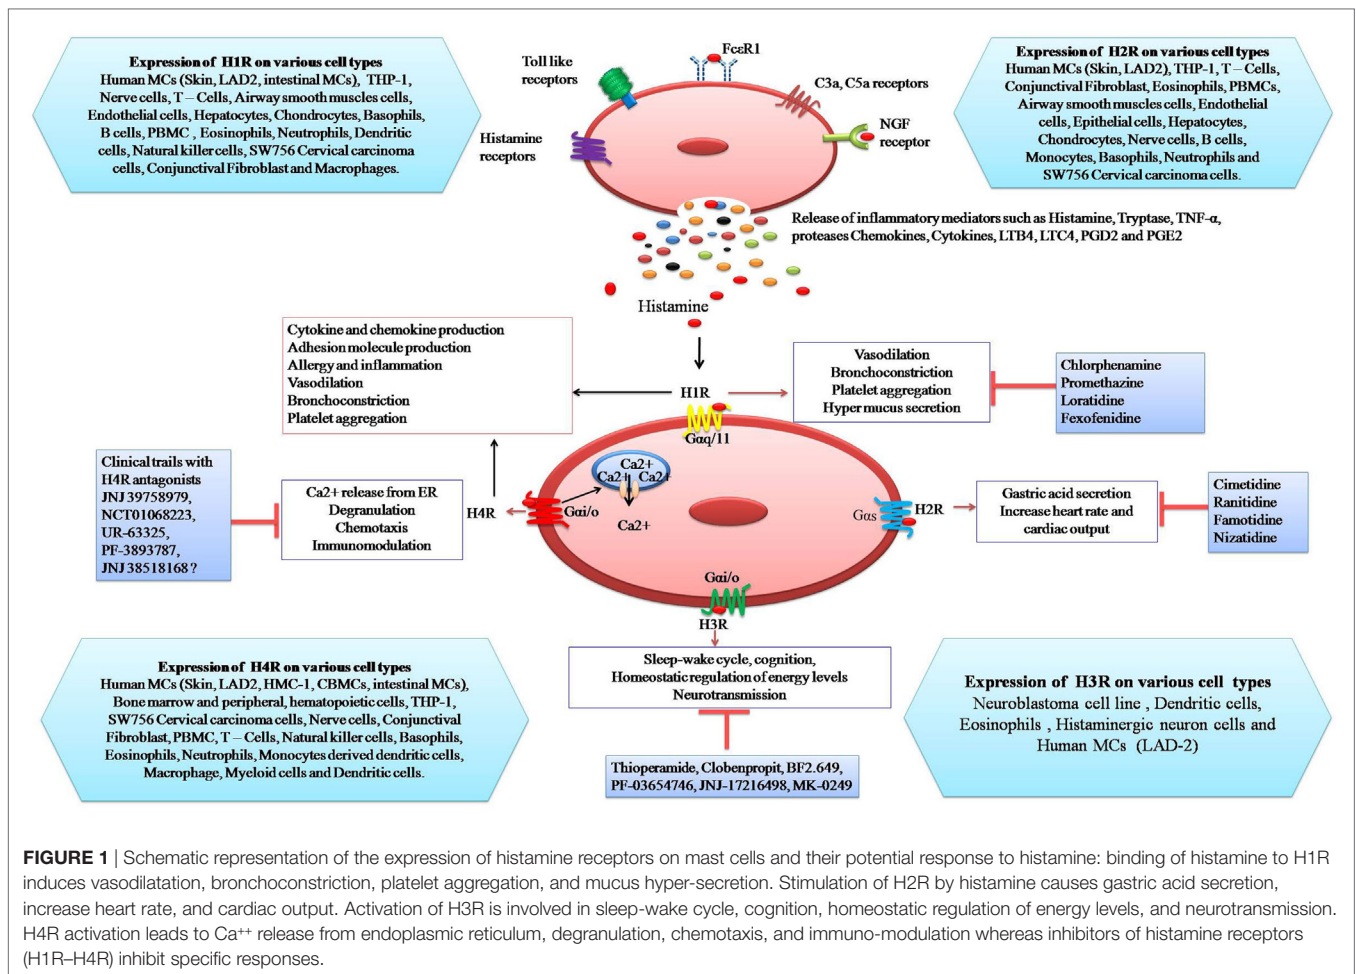 Expression of H1R on various cell types
Human MCs (Skin, LAD2, intestinal MCs), THP-1,
Nerve cells, T – Cells, Airway smooth muscles cells,
Endothelial cells, Hepatocytes, Chondrocytes, Basophils,
B cells, PBMC , Eosinophils, Neutrophils, Dendritic
cells, Natural killer cells, SW756 Cervical carcinoma
cells, Conjunctival Fibroblast and Macrophages.
Toll like
receptors
FcεR1
C3a, C5a receptors
Histamine
receptors
NGF
receptor
Expression of H2R on various cell types
Human MCs (Skin, LAD2), THP-1, T – Cells,
Conjunctival Fibroblast, Eosinophils, PBMCs,
Airway smooth muscles cells, Endothelial
cells, Epithelial cells, Hepatocytes,
Chondrocytes, Nerve cells, B cells,
Monocytes, Basophils, Neutrophils and
SW756 Cervical carcinoma cells.
Release of inflammatory mediators such as Histamine, Tryptase, TNF-α,
proteases Chemokines, Cytokines, LTB4, LTC4, PGD2 and PGE2
Histamine
Cytokine and chemokine production
Adhesion molecule production
Allergy and inflammation
Vasodilation
Bronchoconstriction
Platelet aggregation
H1R
Vasodilation
Bronchoconstriction
Platelet aggregation
Hyper mucus secretion
Chlorphenamine
Promethazine
Loratidine
Fexofenidine
Gαq/11
Ca2+
Ca2+ Ca2+
Ca2+
Clinical trails with
H4R antagonists
JNJ 39758979,
NCT01068223,
UR-63325,
PF-3893787,
JNJ 38518168?
Ca2+ release from ER
Degranulation
Chemotaxis
Immunomodulation
H4R
Gαi/o
Gαs
H2R
Gastric acid secretion
Increase heart rate and
cardiac output
Cimetidine
Ranitidine
Famotidine
Nizatidine
Gαi/o
H3R
Sleep-wake cycle, cognition,
Homeostatic regulation of energy levels
Neurotransmission
Thioperamide, Clobenpropit, BF2.649,
PF-03654746, JNJ-17216498, MK-0249
Expression of H4R on various cell types
Human MCs (Skin, LAD2, HMC-1, CBMCs, intestinal MCs),
Bone marrow and peripheral, hematopoietic cells, THP-1,
SW756 Cervical carcinoma cells, Nerve cells, Conjunctival
Fibroblast, PBMC, T – Cells, Natural killer cells, Basophils,
Eosinophils, Neutrophils, Monocytes derived dendritic cells,
Macrophage, Myeloid cells and Dendritic cells.
Expression of H3R on various cell types
Neuroblastoma cell line , Dendritic cells,
Eosinophils , Histaminergic neuron cells and
Human MCs (LAD-2)
FIGURE 1 | Schematic representation of the expression of histamine receptors on mast cells and their potential response to histamine: binding of histamine to H1R
induces vasodilatation, bronchoconstriction, platelet aggregation, and mucus hyper-secretion. Stimulation of H2R by histamine causes gastric acid secretion,
increase heart rate, and cardiac output. Activation of H3R is involved in sleep-wake cycle, cognition, homeostatic regulation of energy levels, and neurotransmission.
H4R activation leads to Ca⁺⁺ release from endoplasmic reticulum, degranulation, chemotaxis, and immuno-modulation whereas inhibitors of histamine receptors
(H1R–H4R) inhibit specific responses.